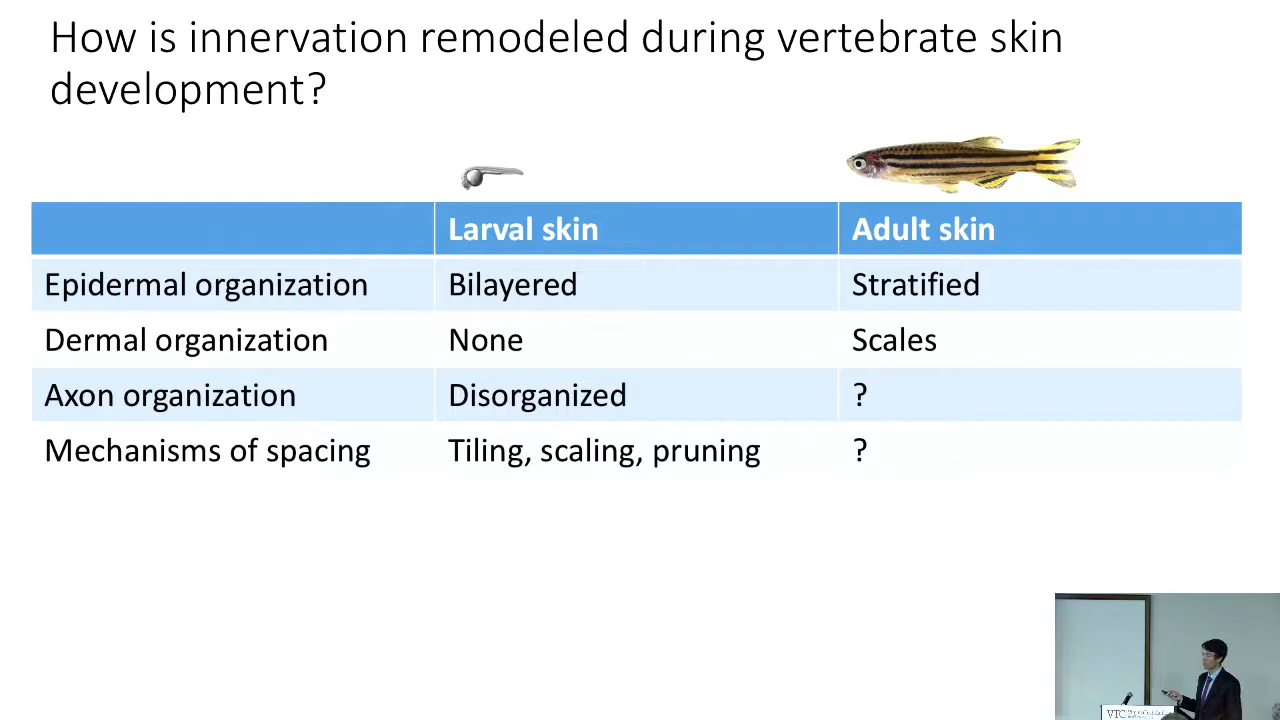 How is innervation remodeled during vertebrate skin
development?
Larval skin Adult skin
Epidermal organization Bilayered Stratified
Dermal organization None Scales
Axon organization Disorganized ?
Mechanisms of spacing Tiling, scaling, pruning ?
VTC